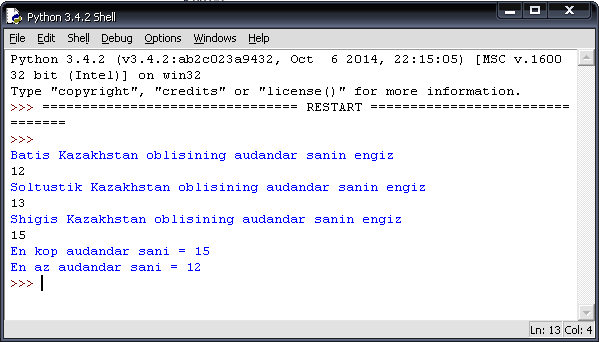 Python 3.4.2 Shell
File Edit Shell Debug Options Windows Help
Python 3.4.2 (v3.4.2:ab2c023a9432, Oct  6 2014, 22:15:05) [MSC v.1600
32 bit (Intel)] on win32
Type "copyright", "credits" or "license()" for more information.
>>> ================================ RESTART =========================
=======
>>>
Batis Kazakhstan oblisining audandar sanin engiz
12
Soltustik Kazakhstan oblisining audandar sanin engiz
13
Shigis Kazakhstan oblisining audandar sanin engiz
15
En kop audandar sani = 15
En az audandar sani = 12
>>>
Ln: 13 Col: 4